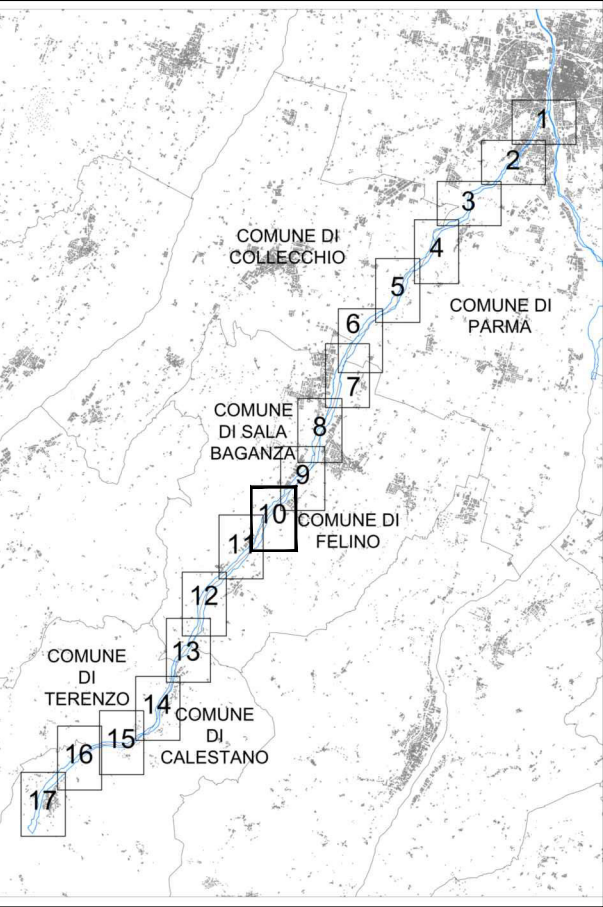 1
2
3
4
COMUNE DI
COLLECCHIO
5
COMUNE DI
PARMA
6
7
8
COMUNE
DI SALA
BAGANZA
9
10
COMUNE DI
FELINO
11
12
13
COMUNE
DI
TERENZO
14
COMUNE
DI
CALESTANO
15
16
17